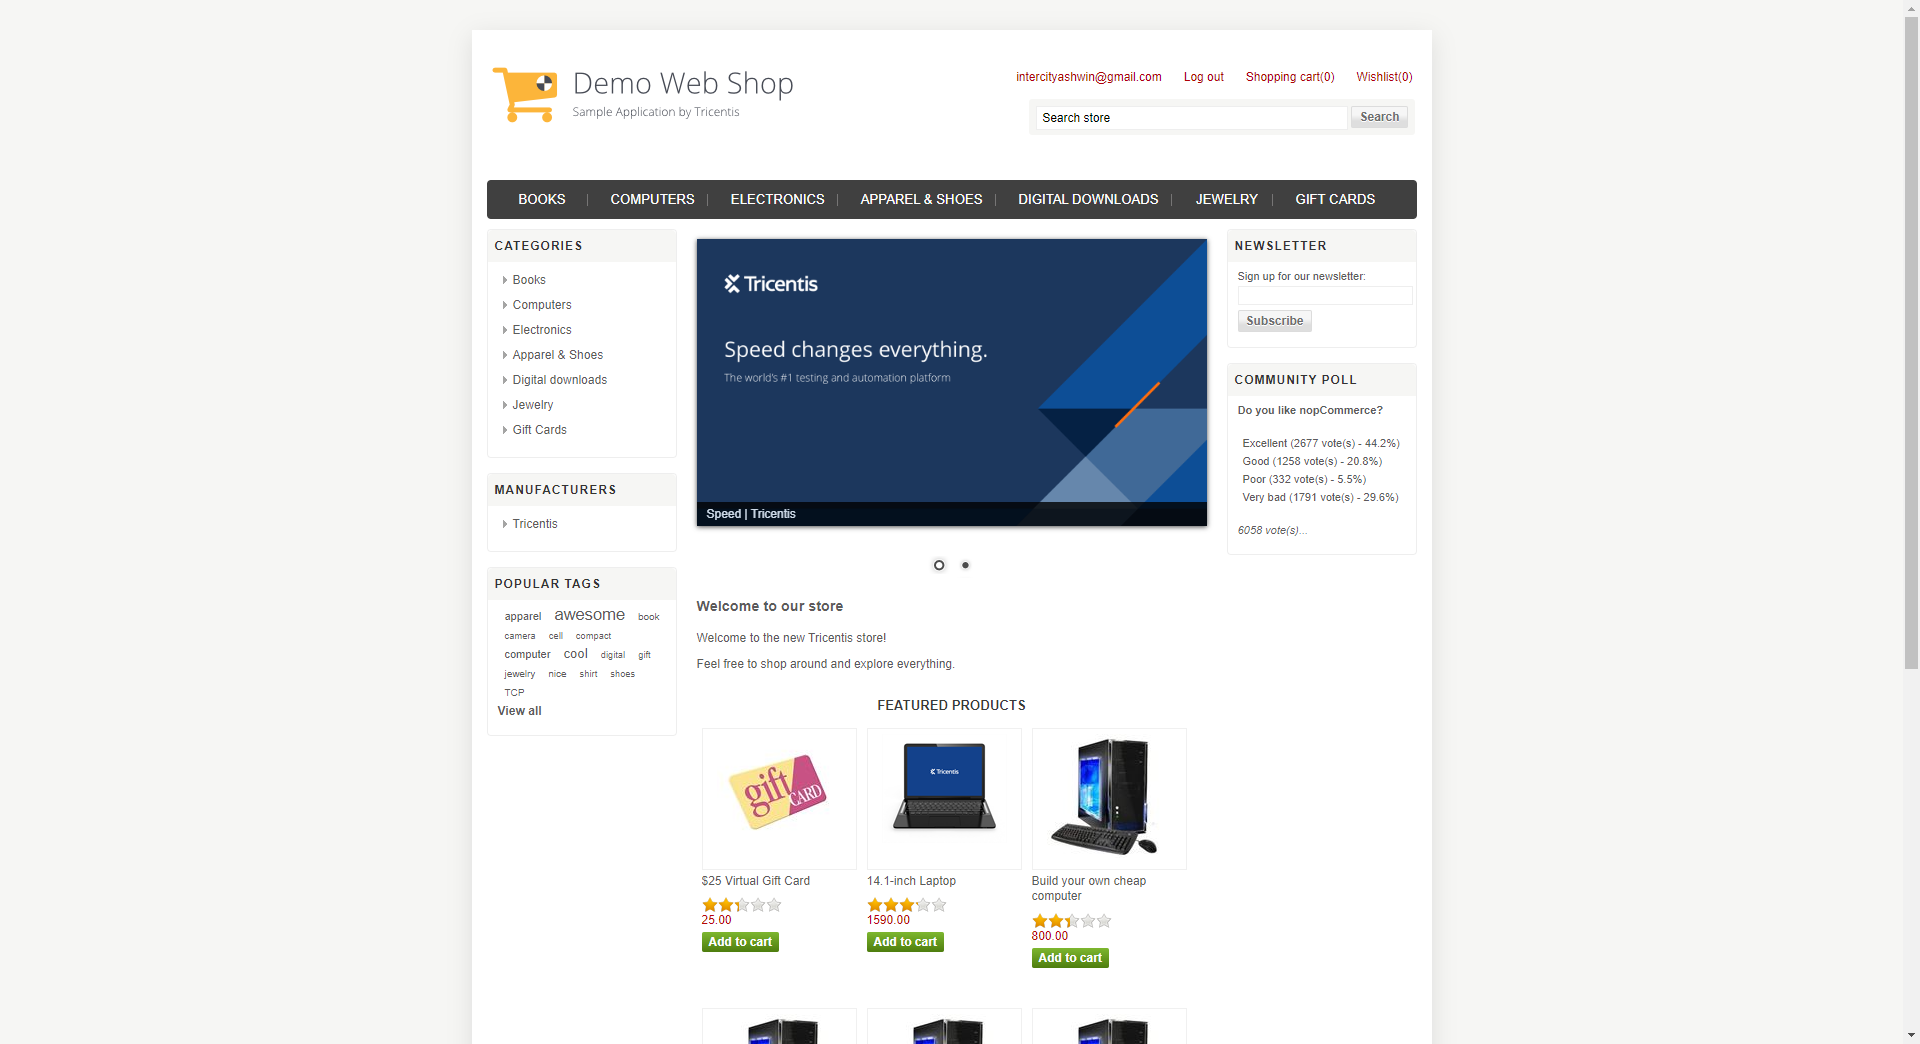 Demo Web Shop
Sample Application by Tricentis
intercityashwin@gmail.com Log out Shopping cart(0) Wishlist(0)
Search store Search
BOOKS COMPUTERS ELECTRONICS APPAREL & SHOES DIGITAL DOWNLOADS JEWELRY GIFT CARDS
CATEGORIES
Books
Computers
Electronics
Apparel & Shoes
Digital downloads
Jewelry
Gift Cards
MANUFACTURERS
Tricentis
POPULAR TAGS
apparel awesome book
camera cell compact
computer cool digital gift
jewelry nice shirt shoes
TCP
View all
Tricentis
Speed changes everything.
The world's #1 testing and automation platform
Speed | Tricentis
Welcome to our store
Welcome to the new Tricentis store!
Feel free to shop around and explore everything.
FEATURED PRODUCTS
gift CARD
$25 Virtual Gift Card
25.00
Add to cart
Tricentis
14.1-inch Laptop
1590.00
Add to cart
Build your own cheap
computer
800.00
Add to cart
NEWSLETTER
Sign up for our newsletter:
Subscribe
COMMUNITY POLL
Do you like nopCommerce?
Excellent (2677 vote(s) - 44.2%)
Good (1258 vote(s) - 20.8%)
Poor (332 vote(s) - 5.5%)
Very bad (1791 vote(s) - 29.6%)
6058 vote(s)...